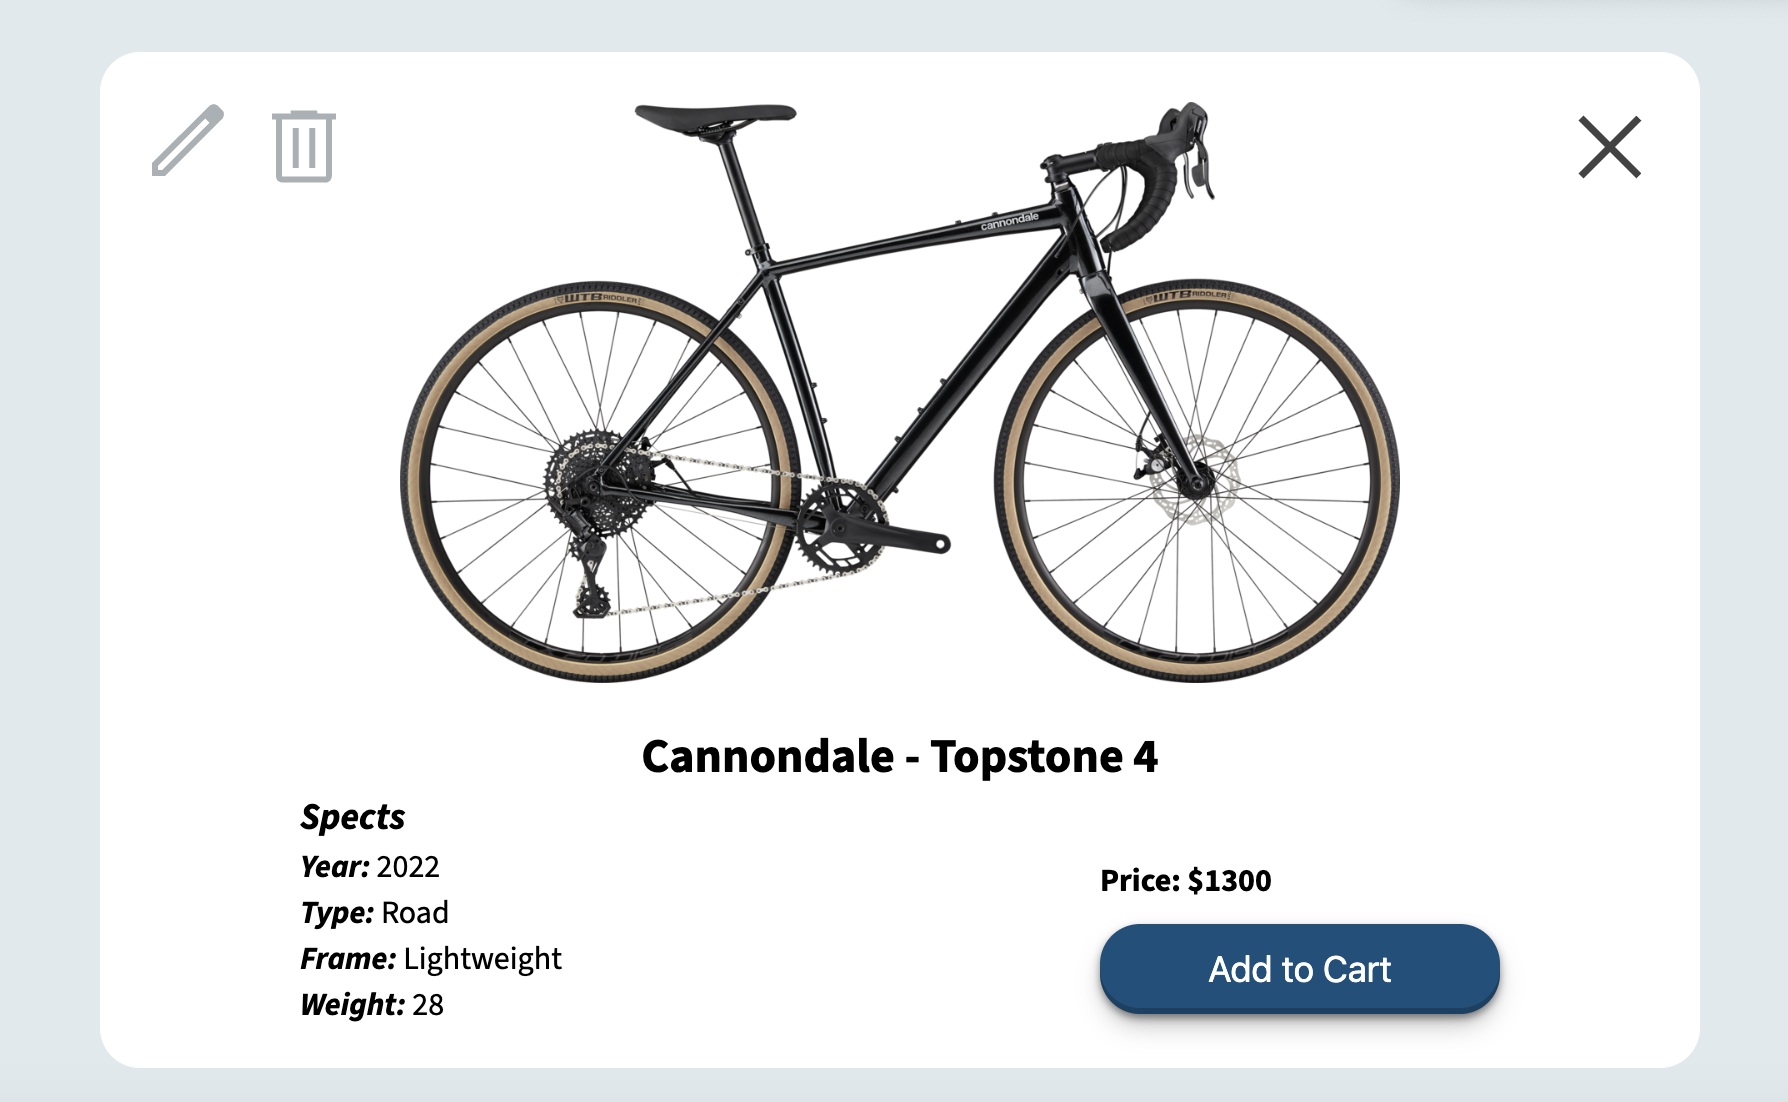 cannondale
WTB RIDDLER
WTB RIDDLER
Cannondale - Topstone 4
Spects
Year: 2022
Type: Road
Frame: Lightweight
Weight: 28
Price: $1300
Add to Cart